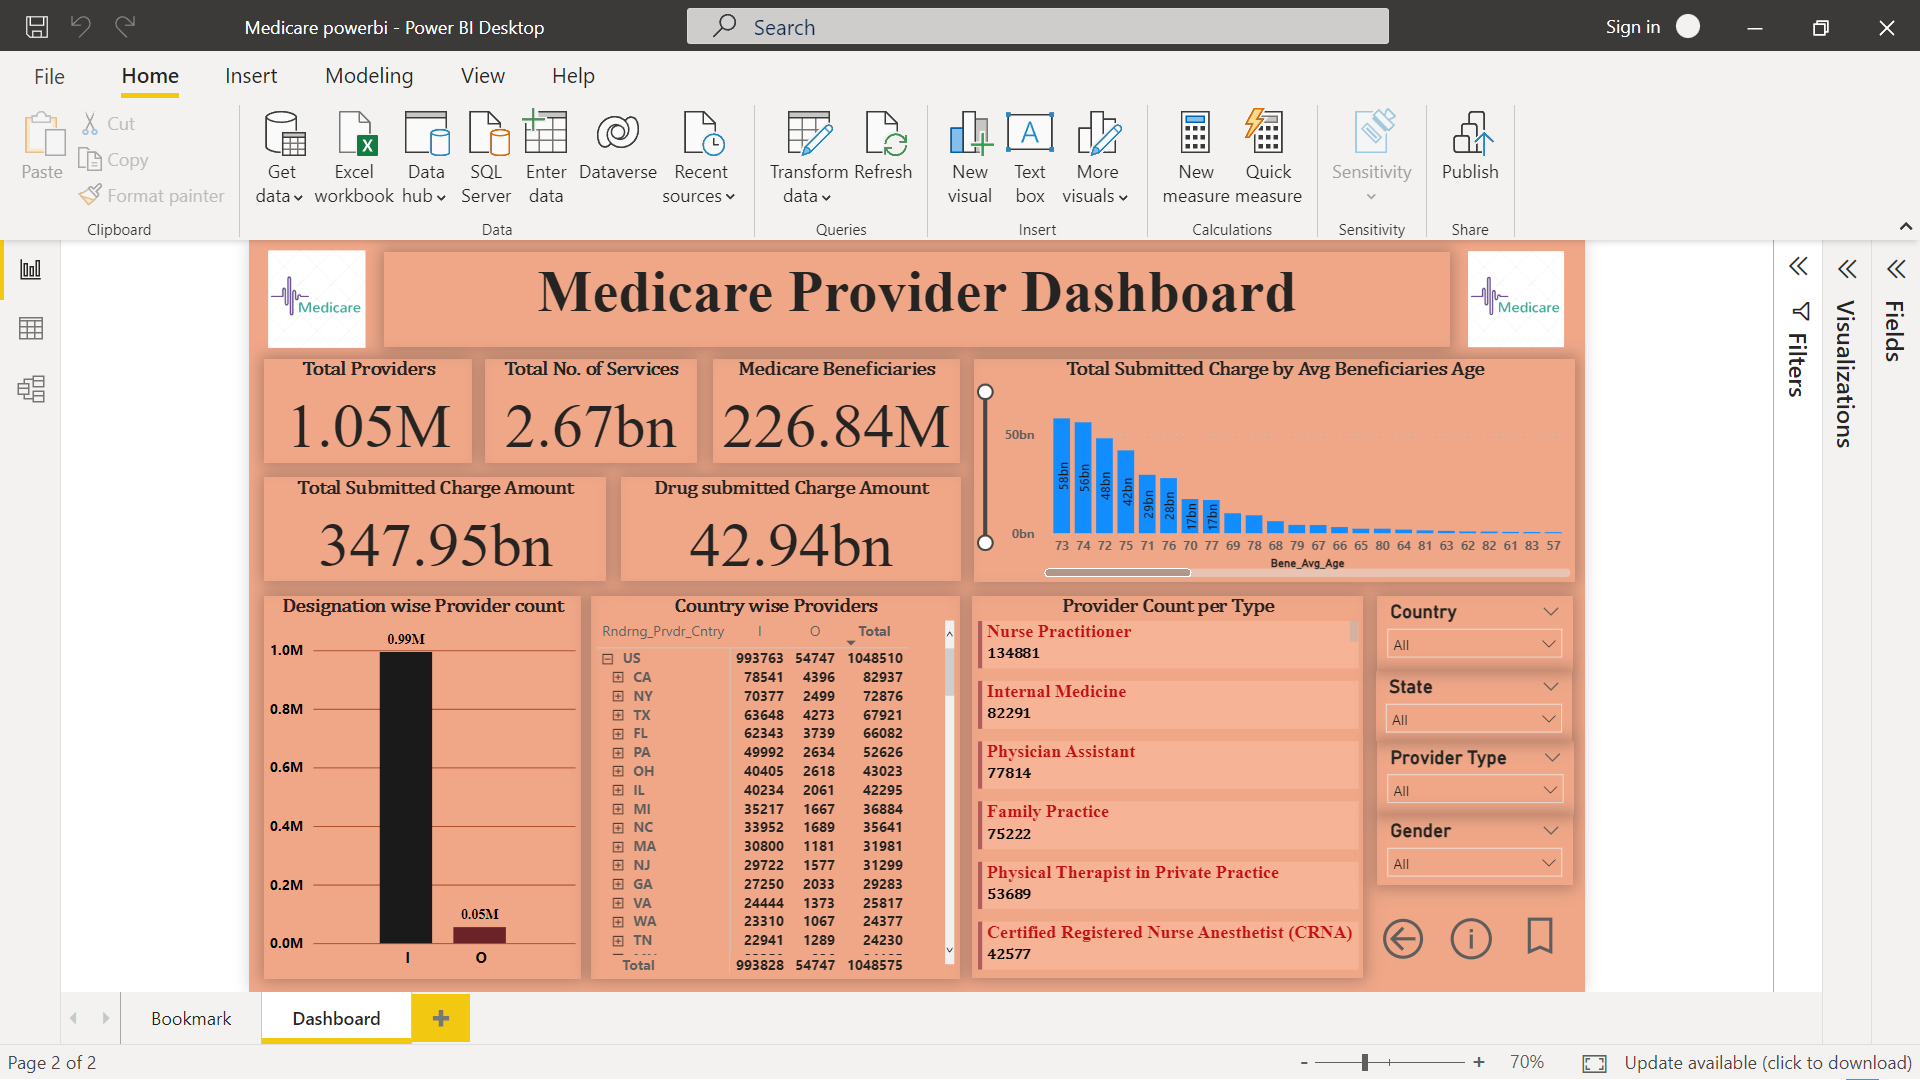 Medicare powerbi - Power BI Desktop
Search
Sign in
File Home Insert Modeling View Help
Paste
Cut
Copy
Format painter
Clipboard
Get data
Excel workbook
Data hub
SQL Server
Enter data
Dataverse
Recent sources
Data
Transform data
Refresh
Queries
New visual
Text box
More visuals
Insert
New measure
Quick measure
Calculations
Sensitivity
Sensitivity
Publish
Share
Medicare
Medicare Provider Dashboard
Medicare
Filters
Visualizations
Fields
Total Providers
1.05M
Total No. of Services
2.67bn
Medicare Beneficiaries
226.84M
Total Submitted Charge Amount
347.95bn
Drug submitted Charge Amount
42.94bn
Total Submitted Charge by Avg Beneficiaries Age
50bn
0bn
58bn 56bn 48bn 42bn 29bn 28bn 17bn 17bn
73 74 72 75 71 76 70 77 69 78 68 79 67 66 65 80 64 81 63 62 82 61 83 57
Bene_Avg_Age
Designation wise Provider count
1.0M
0.8M
0.6M
0.4M
0.2M
0.0M
0.99M
0.05M
I O
Country wise Providers
Rndrng_Prvdr_Cntry I O Total
US 993763 54747 1048510
CA 78541 4396 82937
NY 70377 2499 72876
TX 63648 4273 67921
FL 62343 3739 66082
PA 49992 2634 52626
OH 40405 2618 43023
IL 40234 2061 42295
MI 35217 1667 36884
NC 33952 1689 35641
MA 30800 1181 31981
NJ 29722 1577 31299
GA 27250 2033 29283
VA 24444 1373 25817
WA 23310 1067 24377
TN 22941 1289 24230
Total 993828 54747 1048575
Provider Count per Type
Nurse Practitioner
134881
Internal Medicine
82291
Physician Assistant
77814
Family Practice
75222
Physical Therapist in Private Practice
53689
Certified Registered Nurse Anesthetist (CRNA)
42577
Country
All
State
All
Provider Type
All
Gender
All
Bookmark
Dashboard
Page 2 of 2
- + 70%
Update available (click to download)